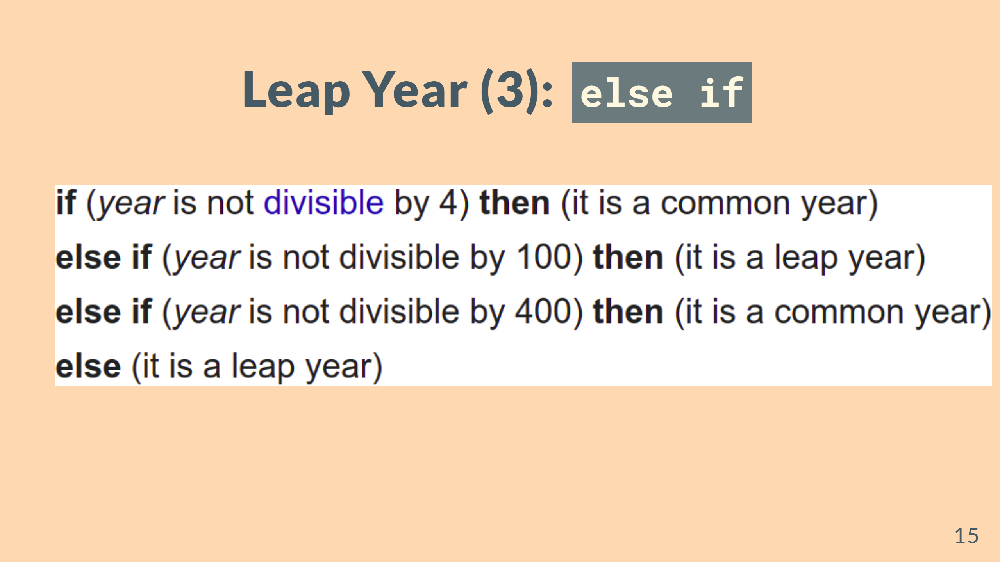 Leap Year (3): else if
if (year is not divisible by 4) then (it is a common year)
else if (year is not divisible by 100) then (it is a leap year)
else if (year is not divisible by 400) then (it is a common year)
else (it is a leap year)
15